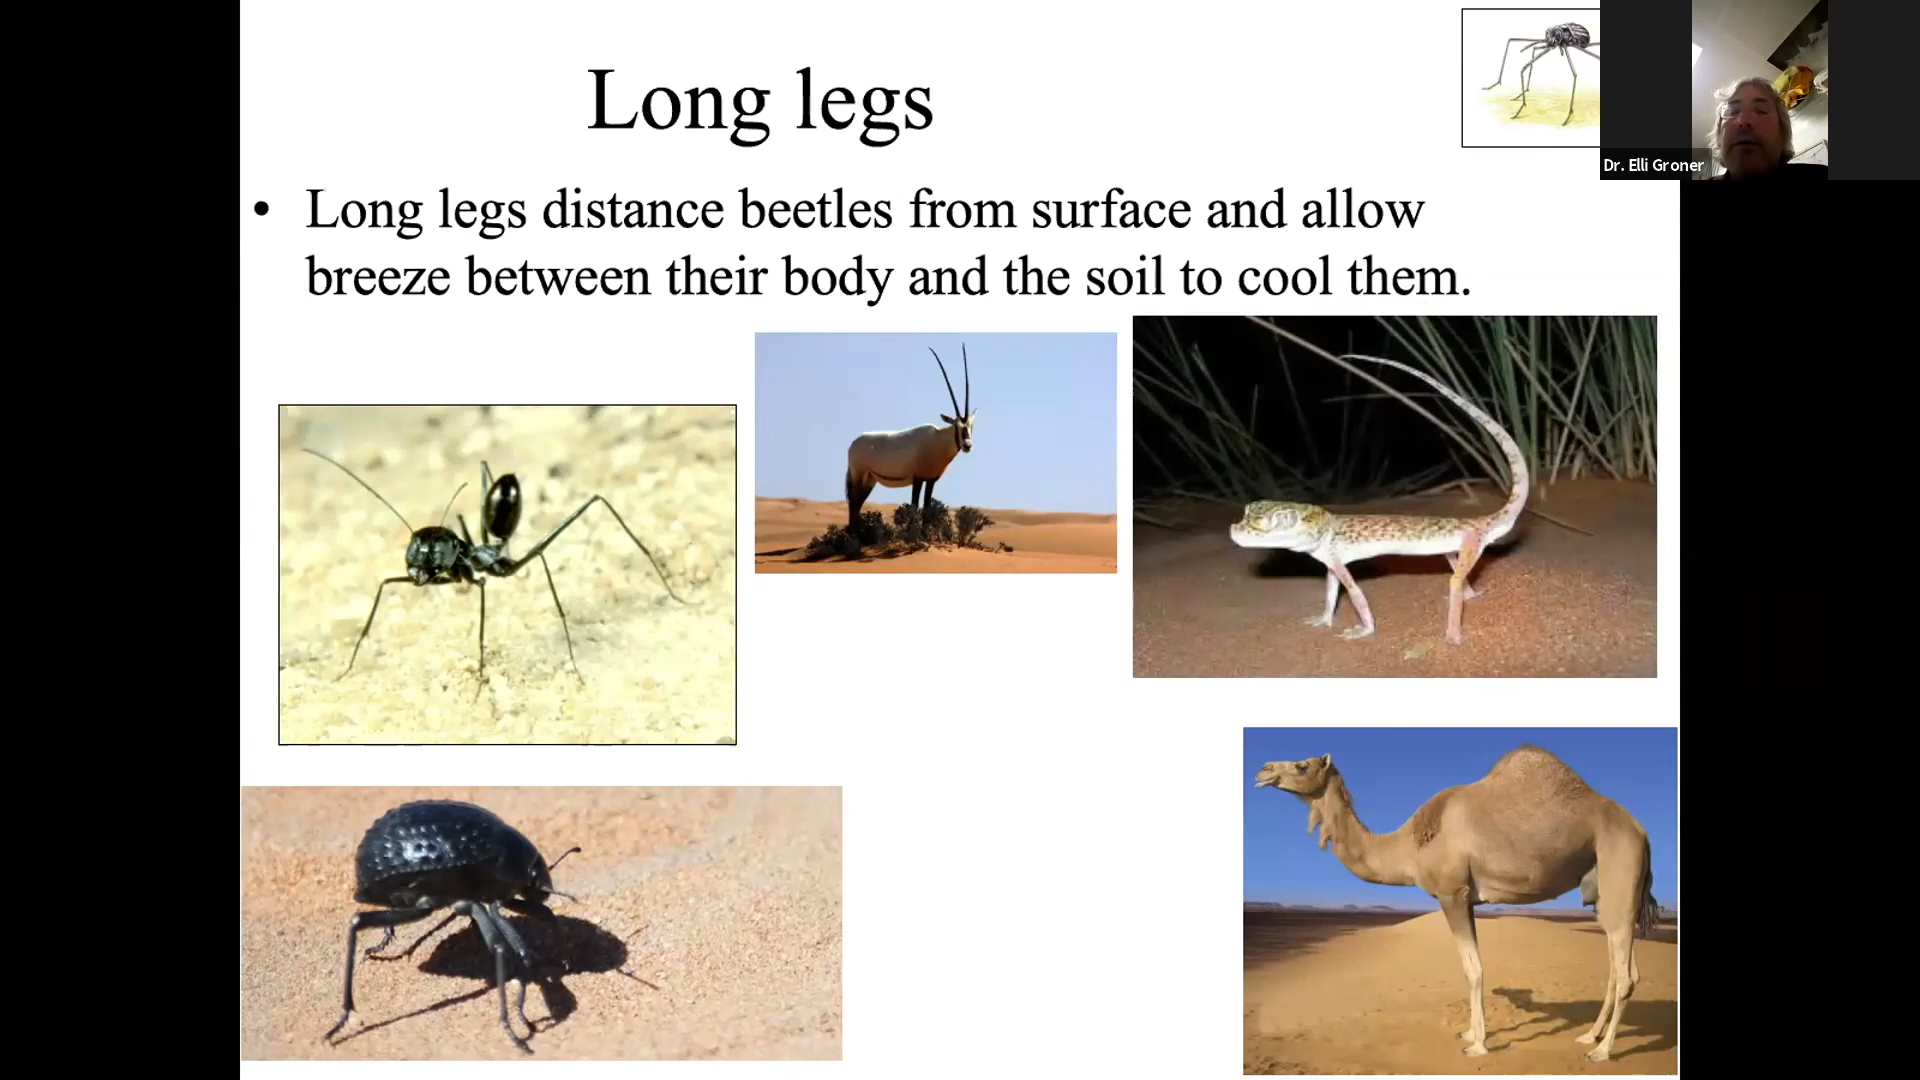 Long legs
Dr. Elli Groner
• Long legs distance beetles from surface and allow
breeze between their body and the soil to cool them.